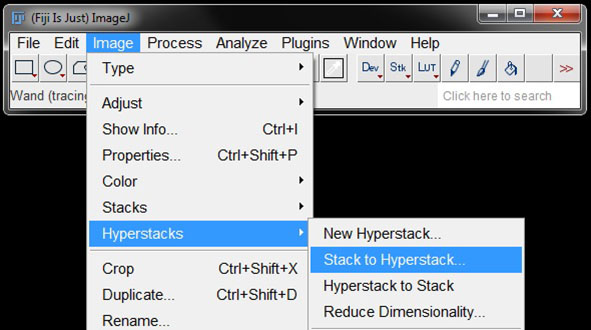 (Fiji Is Just) ImageJ
File Edit Image Process Analyze Plugins Window Help
Dev Stk LUT >>
Wand (tracing
Click here to search
Type
Adjust
Show Info... Ctrl+I
Properties... Ctrl+Shift+P
Color
Stacks
Hyperstacks
New Hyperstack...
Stack to Hyperstack...
Crop Ctrl+Shift+X
Hyperstack to Stack
Duplicate... Ctrl+Shift+D
Reduce Dimensionality...
Rename...